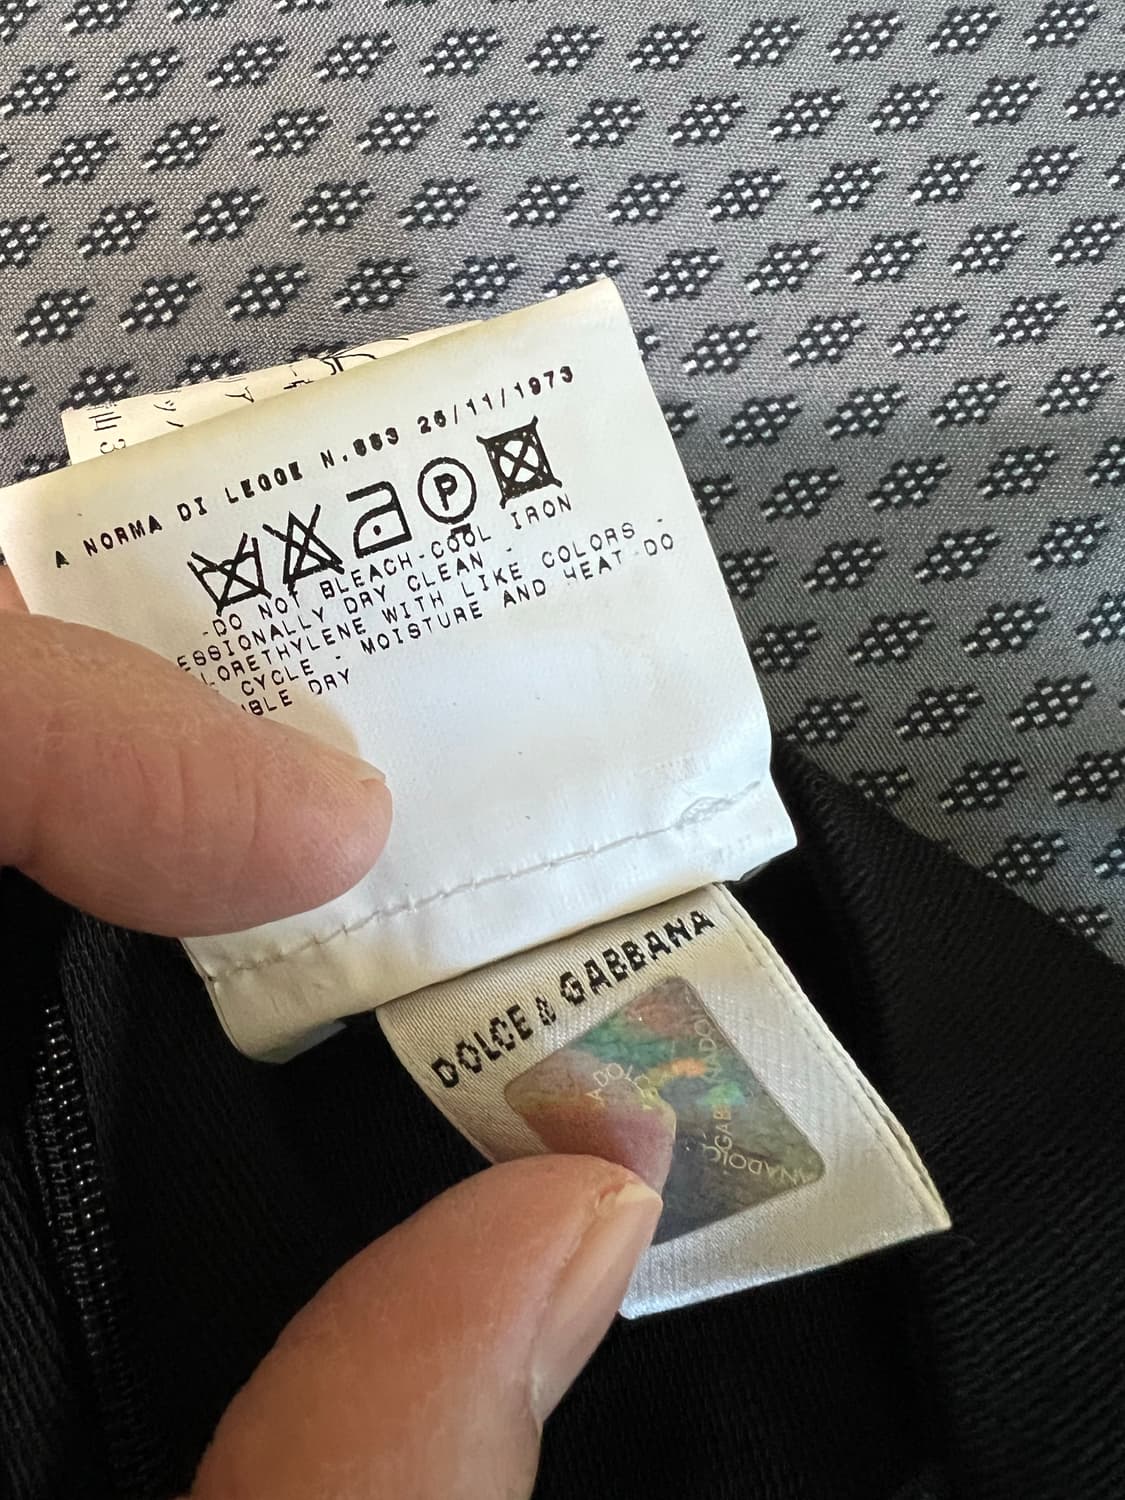 A NORMA DI LEGGE N.883 26/11/1973
P
-DO NOT BLEACH-COOL IRON
ESSIONALLY DRY CLEAN -
LORETHYLENE WITH LIKE COLORS -
CYCLE - MOISTURE AND HEAT DO
BLE DRY
DOLCE & GABBANA